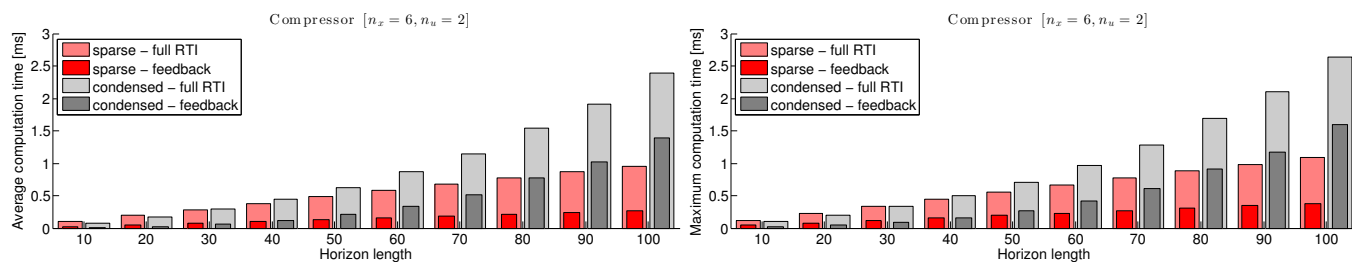 Compressor [n_x = 6, n_u = 2]
Average computation time [ms]
3
2.5
2
1.5
1
0.5
0
sparse − full RTI
sparse − feedback
condensed − full RTI
condensed − feedback
10 20 30 40 50 60 70 80 90 100
Horizon length
Compressor [n_x = 6, n_u = 2]
Maximum computation time [ms]
3
2.5
2
1.5
1
0.5
0
sparse − full RTI
sparse − feedback
condensed − full RTI
condensed − feedback
10 20 30 40 50 60 70 80 90 100
Horizon length